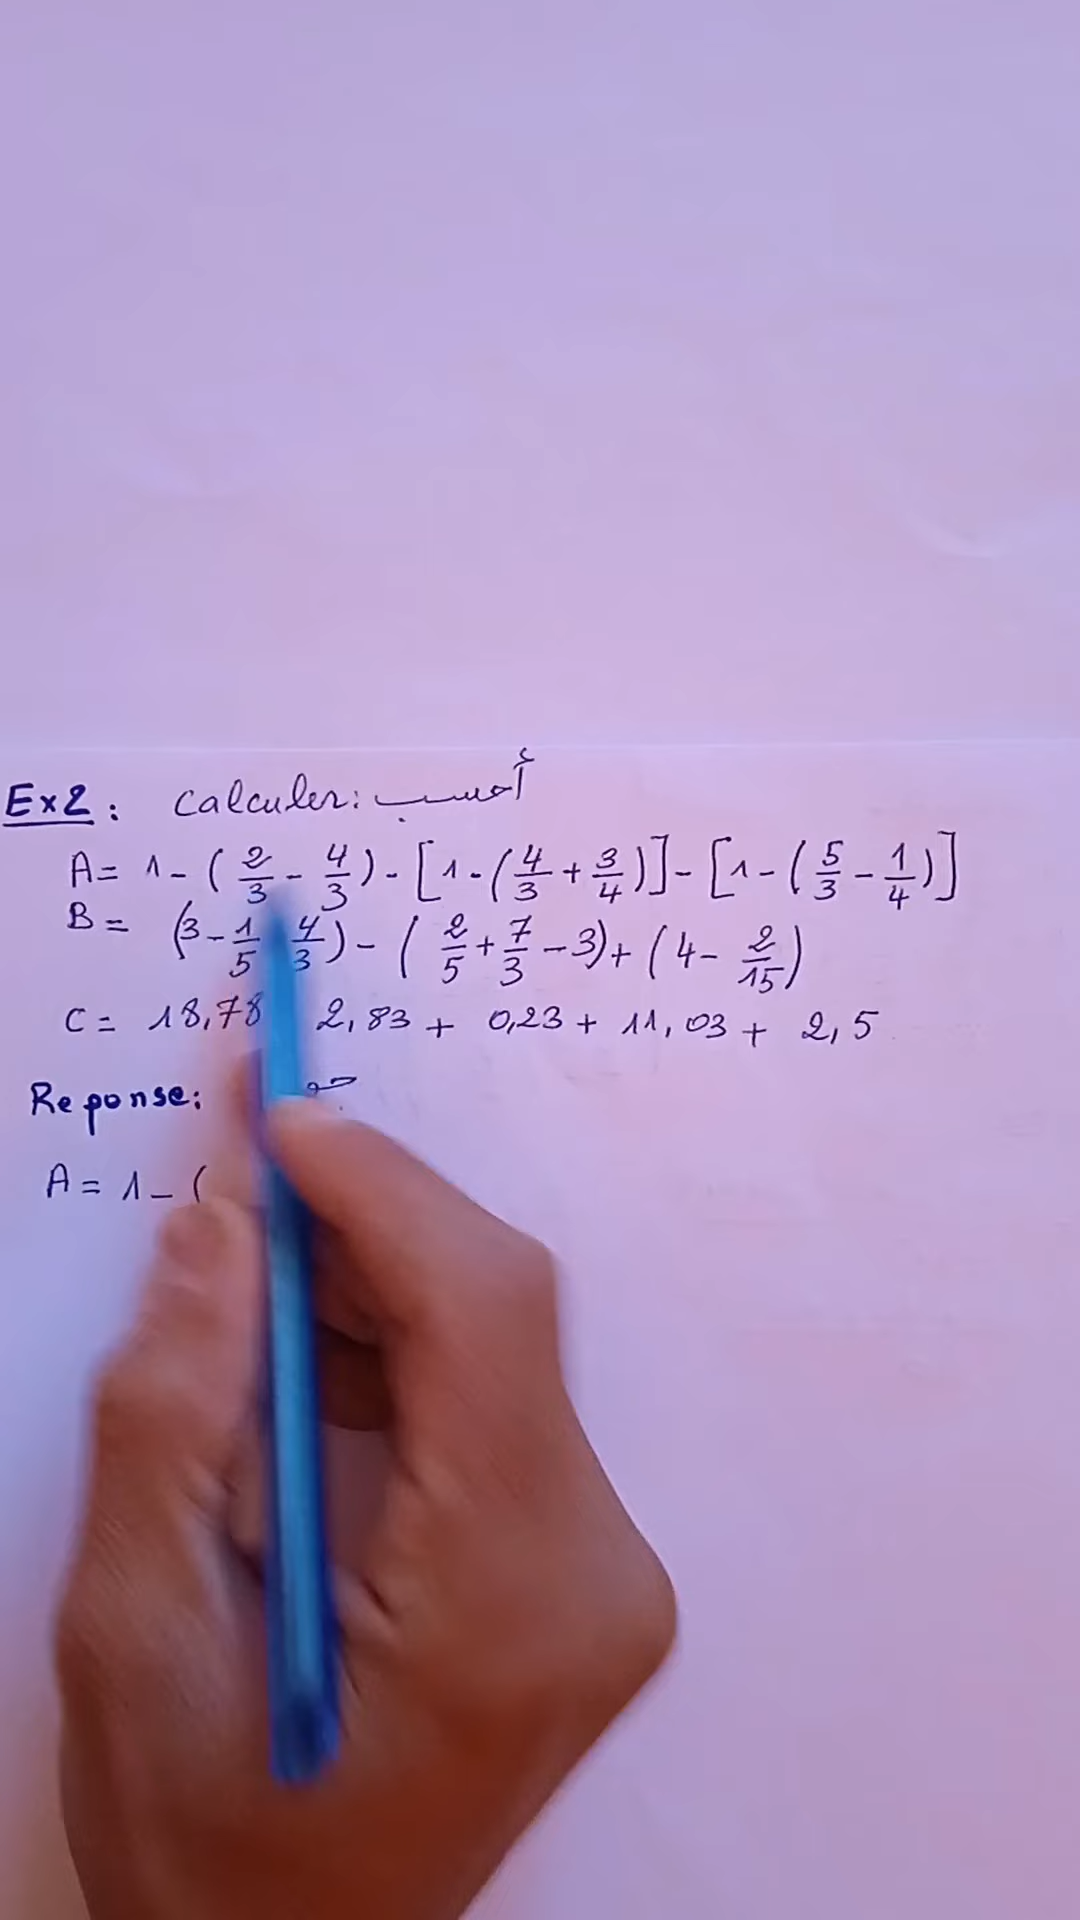 Ex2: Calculer: أحسب
A = 1 - (2/3 - 4/3) - [1 - (4/3 + 3/4)] - [1 - (5/3 - 1/4)]
B = (3 - 1/5 4/3) - (2/5 + 7/3 - 3) + (4 - 2/15)
C = 18,78 2,83 + 0,23 + 11,03 + 2,5
Reponse:
A = 1 - (